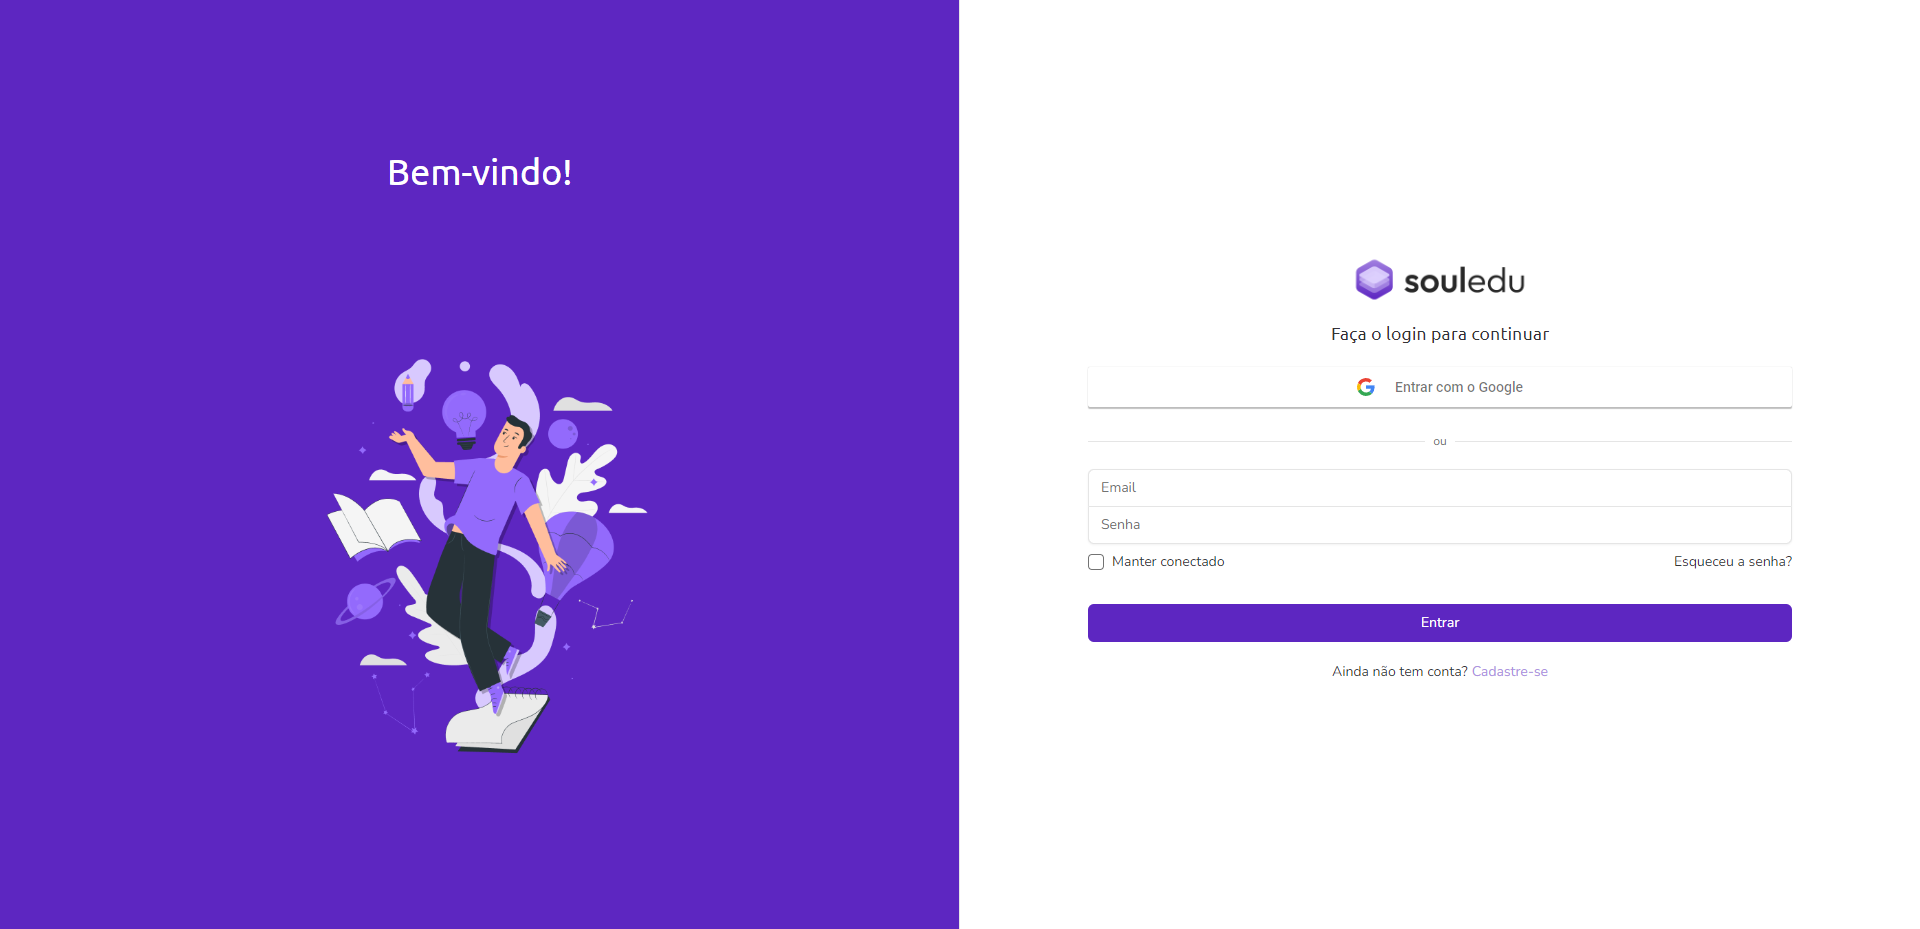 Bem-vindo!
souledu
Faça o login para continuar
Entrar com o Google
ou
Email
Senha
Manter conectado
Esqueceu a senha?
Entrar
Ainda não tem conta? Cadastre-se